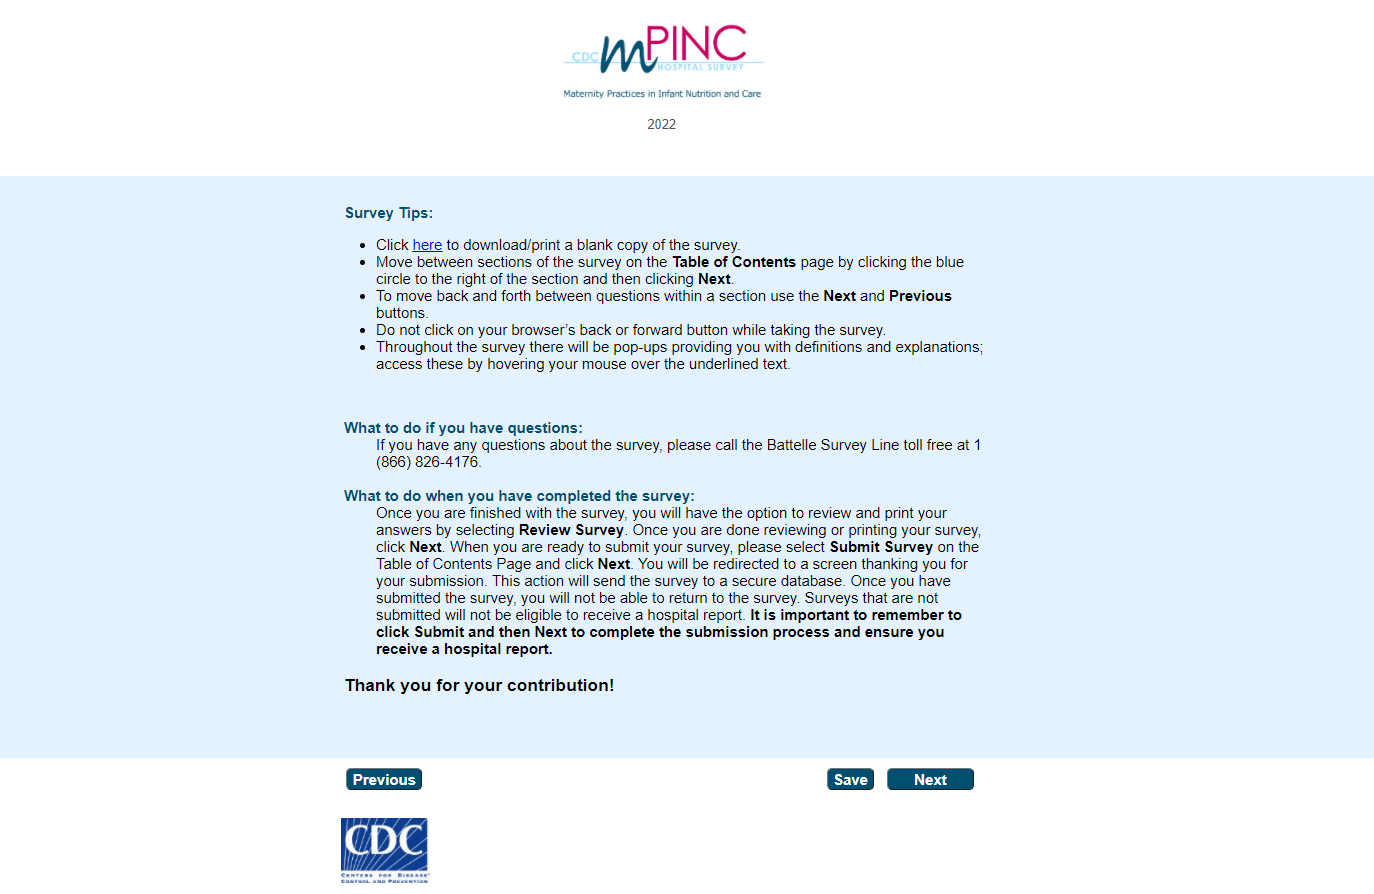 CDC mPINC
HOSPITAL SURVEY
Maternity Practices in Infant Nutrition and Care
2022
Survey Tips:
• Click here to download/print a blank copy of the survey.
• Move between sections of the survey on the Table of Contents page by clicking the blue
circle to the right of the section and then clicking Next.
• To move back and forth between questions within a section use the Next and Previous
buttons.
• Do not click on your browser’s back or forward button while taking the survey.
• Throughout the survey there will be pop-ups providing you with definitions and explanations;
access these by hovering your mouse over the underlined text.
What to do if you have questions:
If you have any questions about the survey, please call the Battelle Survey Line toll free at 1
(866) 826-4176.
What to do when you have completed the survey:
Once you are finished with the survey, you will have the option to review and print your
answers by selecting Review Survey. Once you are done reviewing or printing your survey,
click Next. When you are ready to submit your survey, please select Submit Survey on the
Table of Contents Page and click Next. You will be redirected to a screen thanking you for
your submission. This action will send the survey to a secure database. Once you have
submitted the survey, you will not be able to return to the survey. Surveys that are not
submitted will not be eligible to receive a hospital report. It is important to remember to
click Submit and then Next to complete the submission process and ensure you
receive a hospital report.
Thank you for your contribution!
Previous Save Next
CDC
CENTERS FOR DISEASE
CONTROL AND PREVENTION